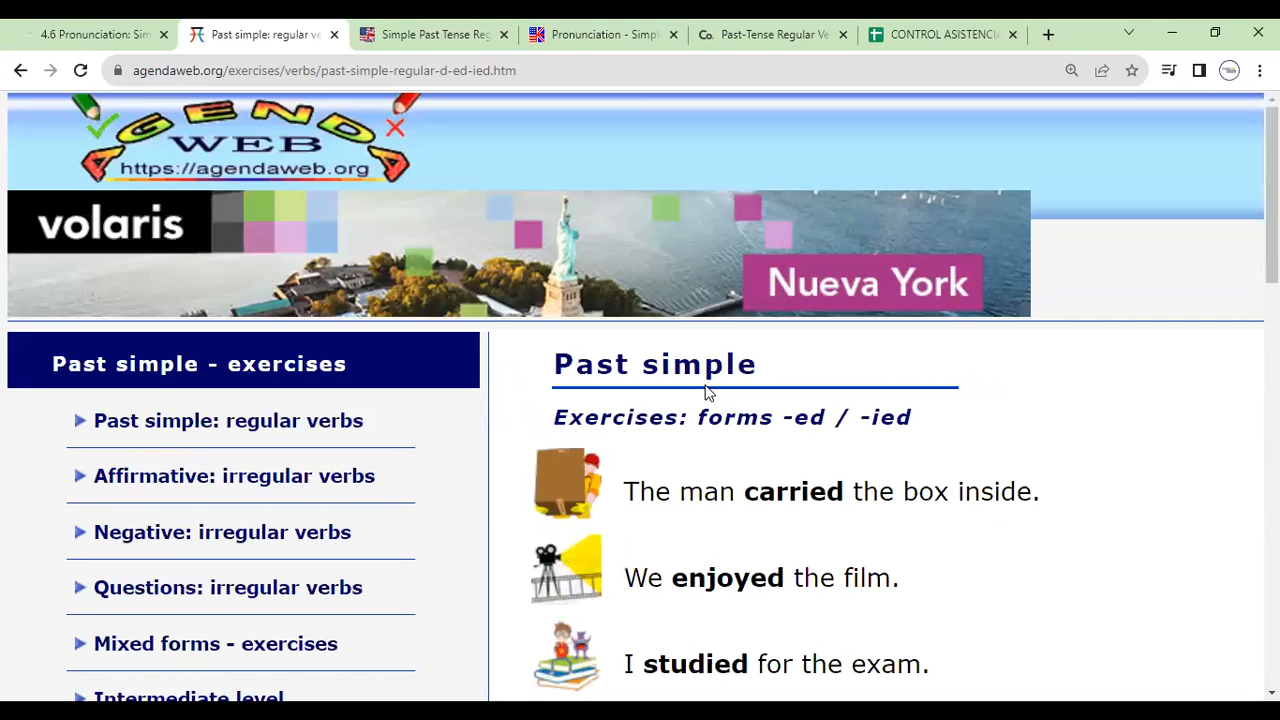 4.6 Pronunciation: Sim
Past simple: regular ve
Simple Past Tense Reg
Pronunciation - Simpl
Co. Past-Tense Regular Ve
CONTROL ASISTENCIA
agendaweb.org/exercises/verbs/past-simple-regular-d-ed-ied.htm
AGENDA
WEB
https://agendaweb.org
volaris
Nueva York
Past simple - exercises
Past simple: regular verbs
Affirmative: irregular verbs
Negative: irregular verbs
Questions: irregular verbs
Mixed forms - exercises
Intermediate level
Past simple
Exercises: forms -ed / -ied
The man carried the box inside.
We enjoyed the film.
I studied for the exam.